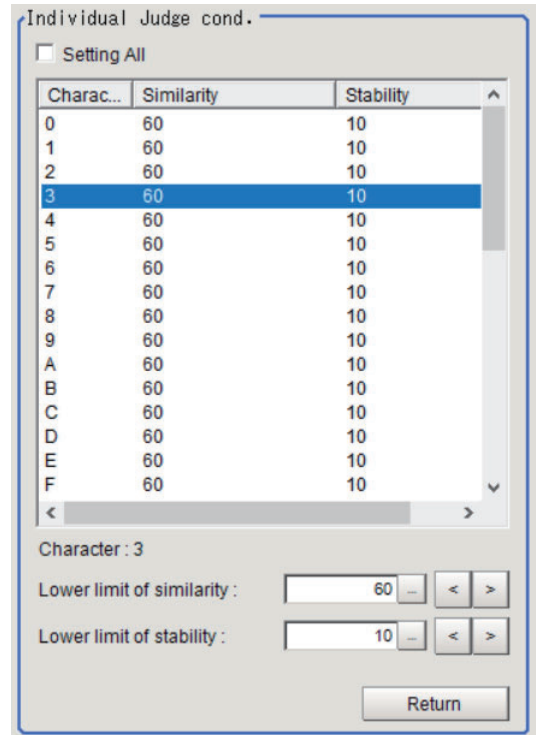 Individual Judge cond.
Setting All
Charac... Similarity Stability
0 60 10
1 60 10
2 60 10
3 60 10
4 60 10
5 60 10
6 60 10
7 60 10
8 60 10
9 60 10
A 60 10
B 60 10
C 60 10
D 60 10
E 60 10
F 60 10
Character : 3
Lower limit of similarity : 60 ... < >
Lower limit of stability : 10 ... < >
Return